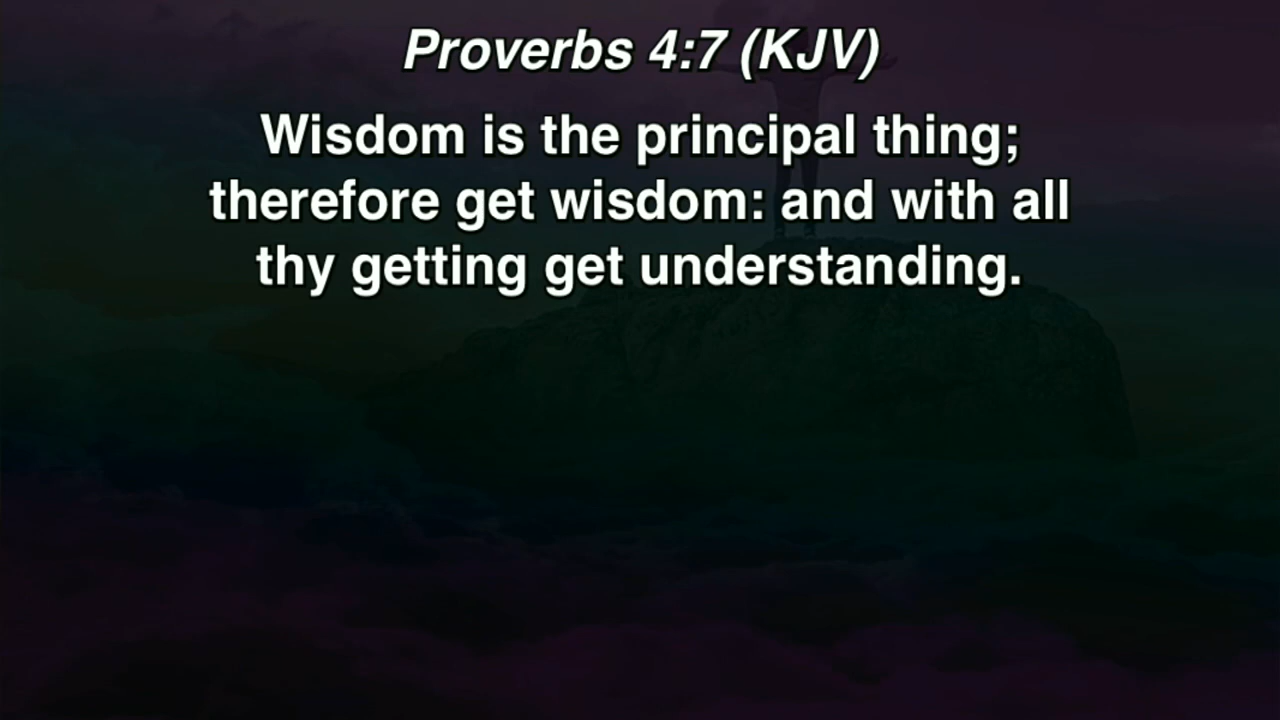 Proverbs 4:7 (KJV)
Wisdom is the principal thing;
therefore get wisdom: and with all
thy getting get understanding.